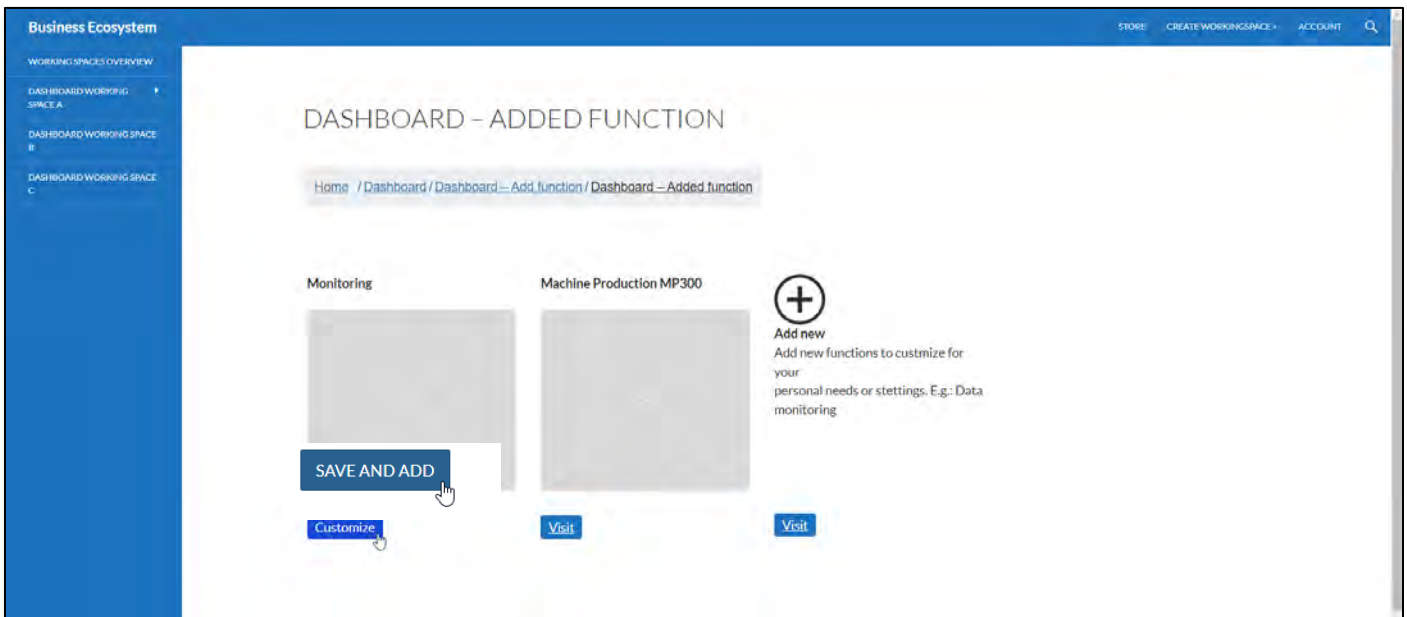 Business Ecosystem
STORE CREATE WORKINGSPACE ACCOUNT
WORKING SPACES OVERVIEW
DASHBOARD WORKING
SPACE A
DASHBOARD WORKING SPACE
B
DASHBOARD WORKING SPACE
C
DASHBOARD – ADDED FUNCTION
Home / Dashboard / Dashboard – Add function / Dashboard – Added function
Monitoring
SAVE AND ADD
Customize
Machine Production MP300
Visit
Add new
Add new functions to custmize for
your
personal needs or stettings. E.g.: Data
monitoring
Visit